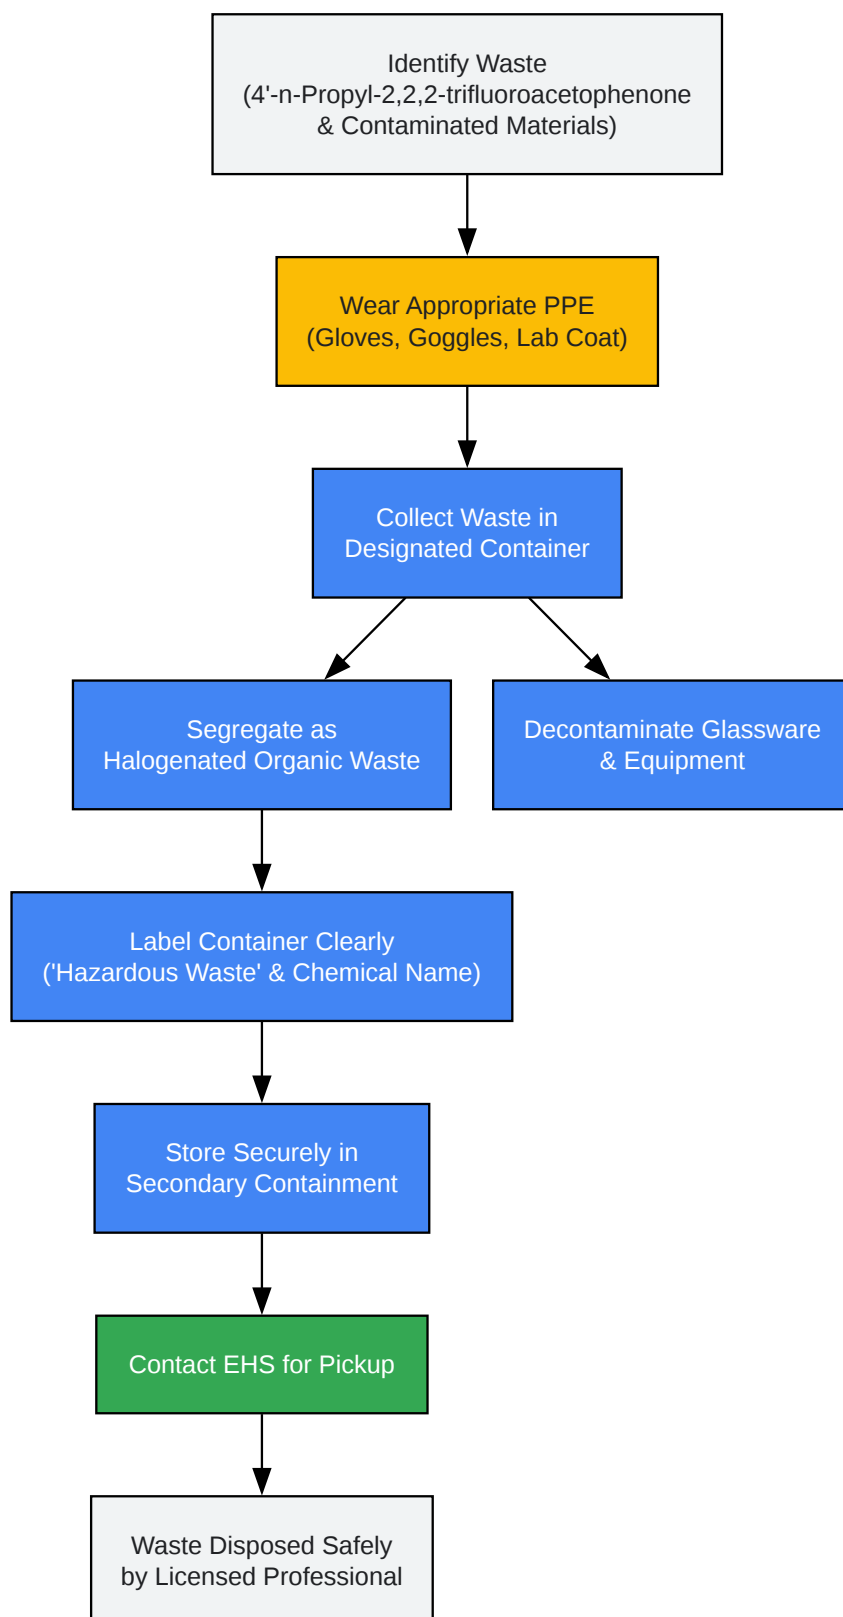 Identify Waste
(4'-n-Propyl-2,2,2-trifluoroacetophenone
& Contaminated Materials)
Wear Appropriate PPE
(Gloves, Goggles, Lab Coat)
Collect Waste in
Designated Container
Segregate as
Halogenated Organic Waste
Decontaminate Glassware
& Equipment
Label Container Clearly
('Hazardous Waste' & Chemical Name)
Store Securely in
Secondary Containment
Contact EHS for Pickup
Waste Disposed Safely
by Licensed Professional